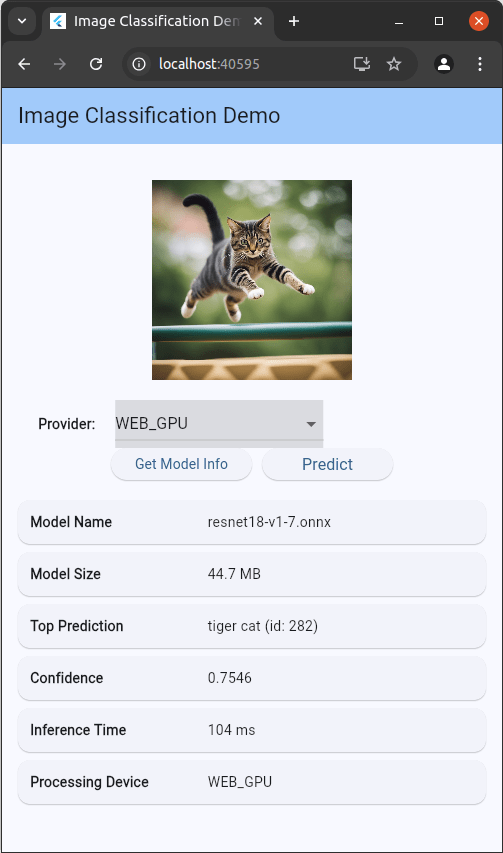 Image Classification Den
localhost:40595
Image Classification Demo
Provider: WEB_GPU
Get Model Info Predict
Model Name resnet18-v1-7.onnx
Model Size 44.7 MB
Top Prediction tiger cat (id: 282)
Confidence 0.7546
Inference Time 104 ms
Processing Device WEB_GPU